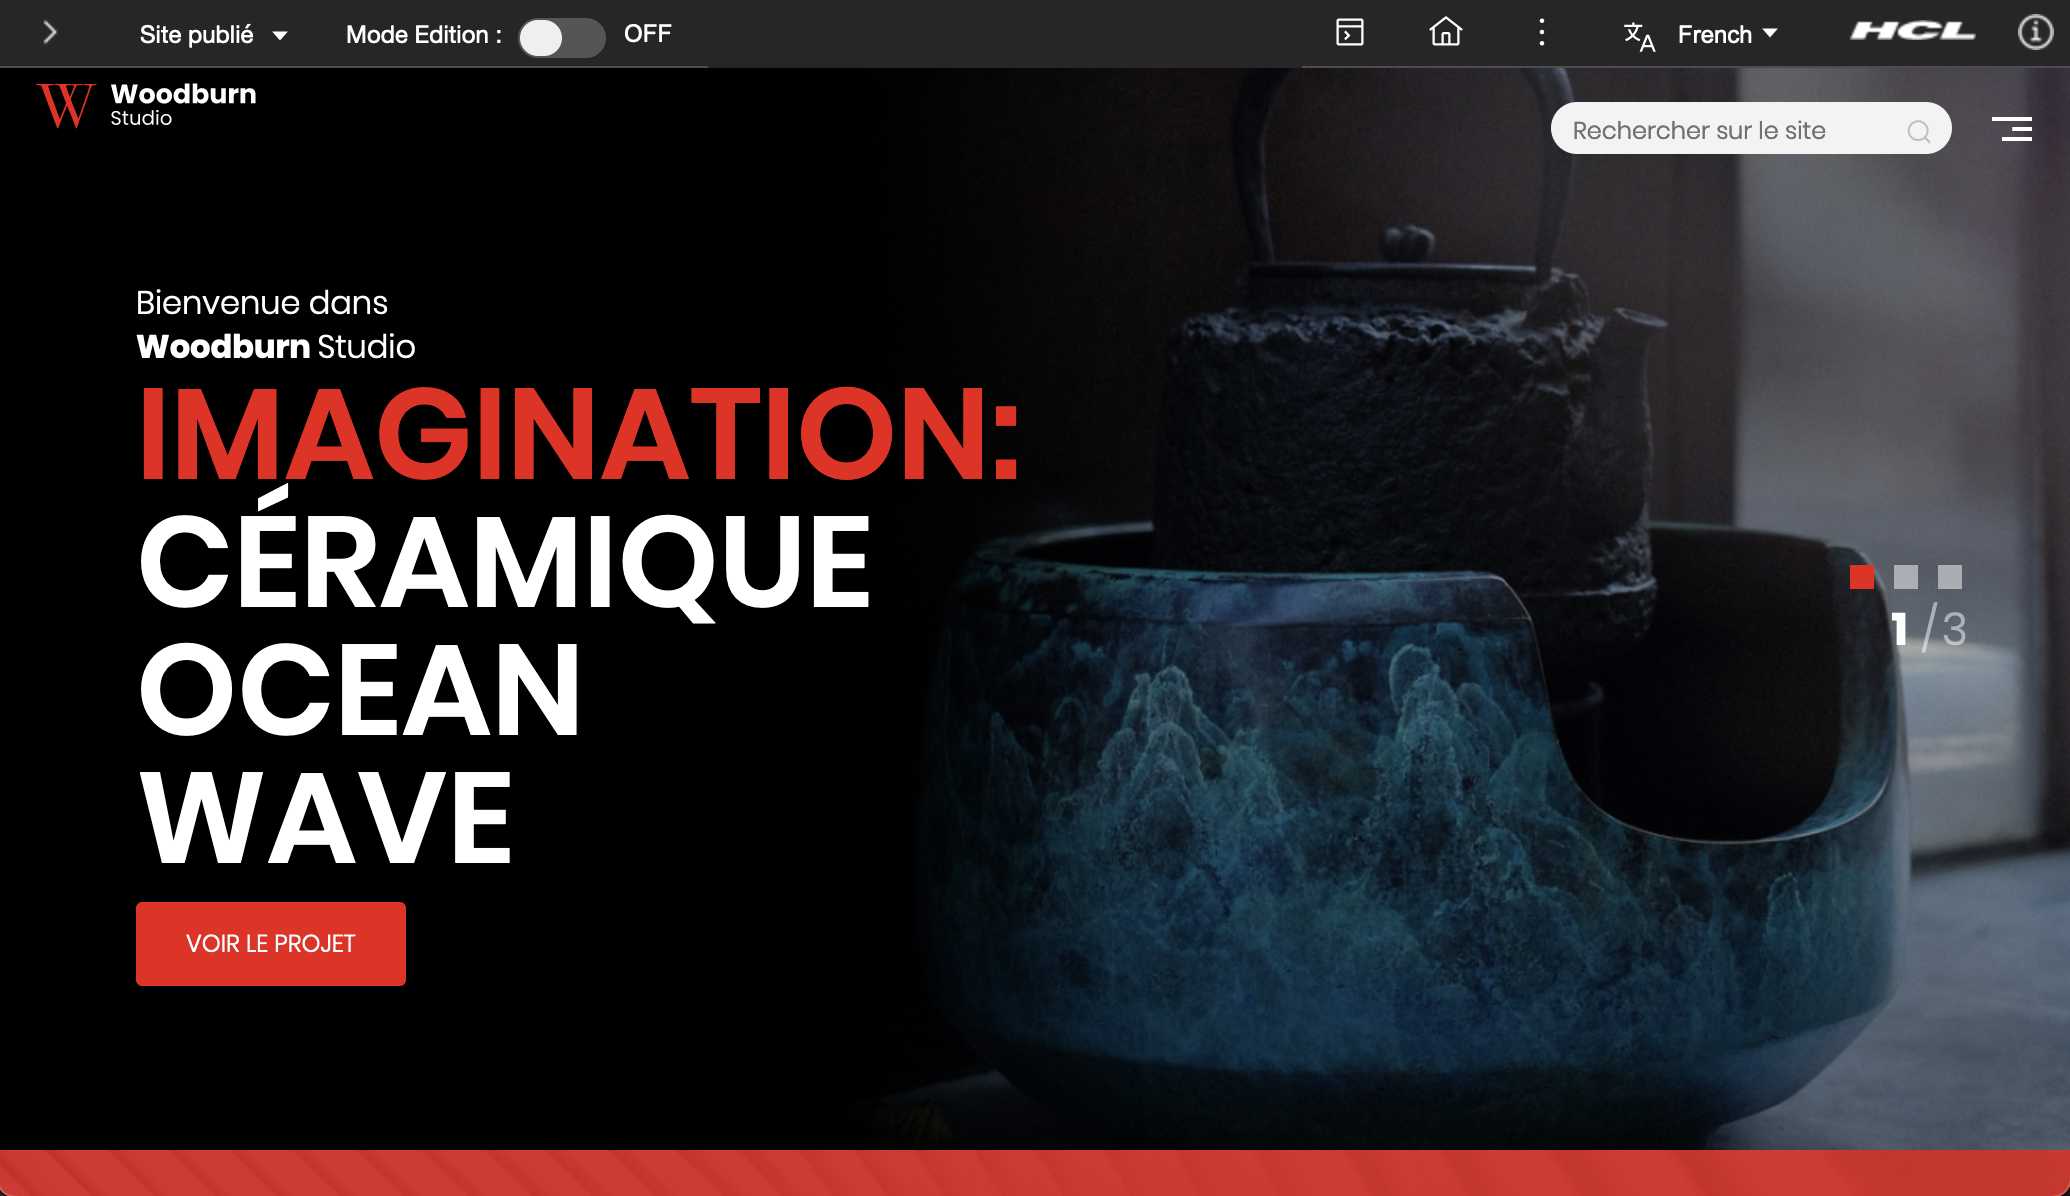 Site publié
Mode Edition :
OFF
French
HCL
Woodburn
Studio
Rechercher sur le site
Bienvenue dans
Woodburn Studio
IMAGINATION:
CÉRAMIQUE
OCEAN
WAVE
1 / 3
VOIR LE PROJET